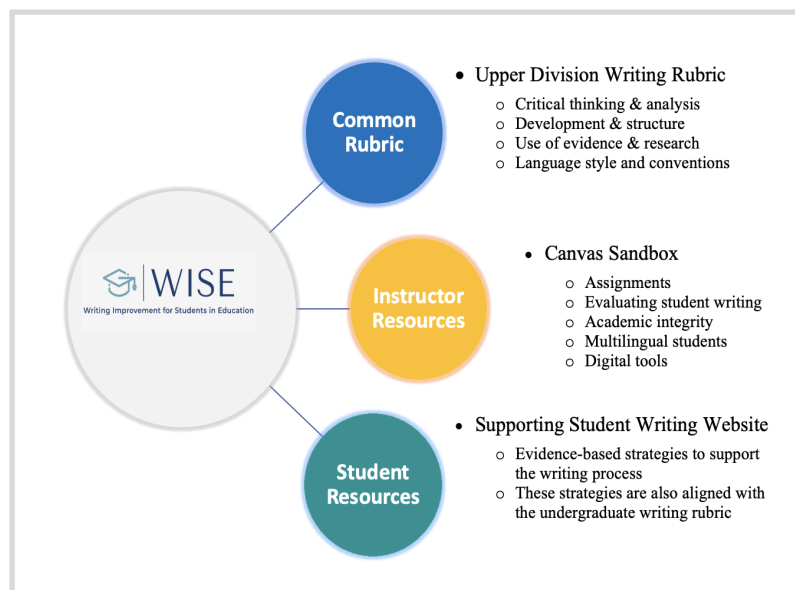 WISE
Writing Improvement for Students in Education
Common
Rubric
• Upper Division Writing Rubric
o Critical thinking & analysis
o Development & structure
o Use of evidence & research
o Language style and conventions
Instructor
Resources
• Canvas Sandbox
o Assignments
o Evaluating student writing
o Academic integrity
o Multilingual students
o Digital tools
Student
Resources
• Supporting Student Writing Website
o Evidence-based strategies to support
the writing process
o These strategies are also aligned with
the undergraduate writing rubric